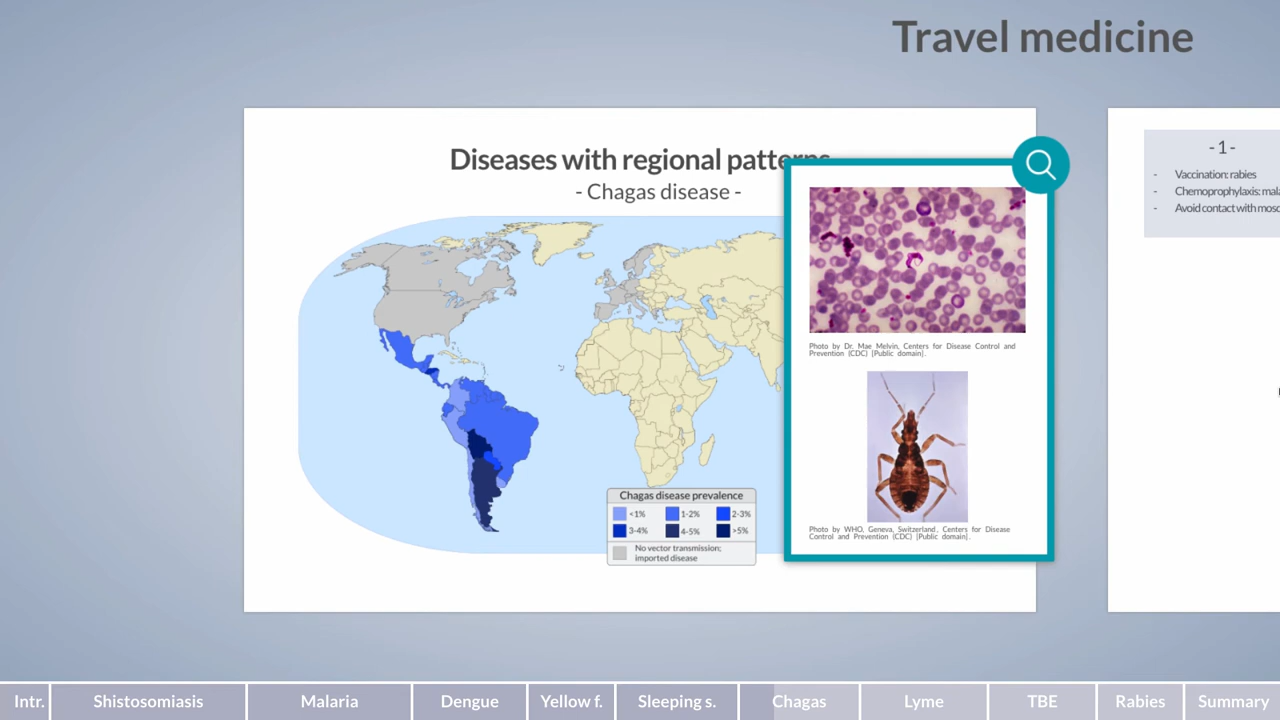 Travel medicine
Diseases with regional
- Chagas disease -
Photo by Dr. Mae Melvin, Centers for Disease Control and
Prevention (CDC) [Public domain].
Photo by WHO, Geneva, Switzerland, Centers for Disease
Control and Prevention (CDC) [Public domain].
Chagas disease prevalence
<1% 1-2% 2-3%
3-4% 4-5% >5%
No vector transmission;
imported disease
- 1 -
- Vaccination: rabies
- Chemoprophylaxis:
- Avoid contact with
Intr. Shistosomiasis Malaria Dengue Yellow f. Sleeping s. Chagas Lyme TBE Rabies Summary